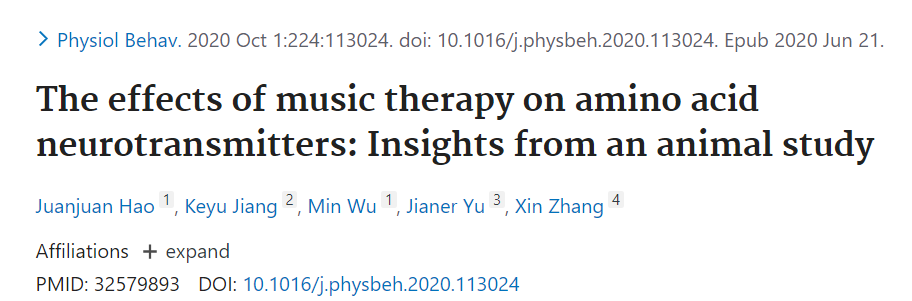 Physiol Behav. 2020 Oct 1:224:113024. doi: 10.1016/j.physbeh.2020.113024. Epub 2020 Jun 21.
The effects of music therapy on amino acid
neurotransmitters: Insights from an animal study
Juanjuan Hao 1, Keyu Jiang 2, Min Wu 1, Jianer Yu 3, Xin Zhang 4
Affiliations + expand
PMID: 32579893 DOI: 10.1016/j.physbeh.2020.113024